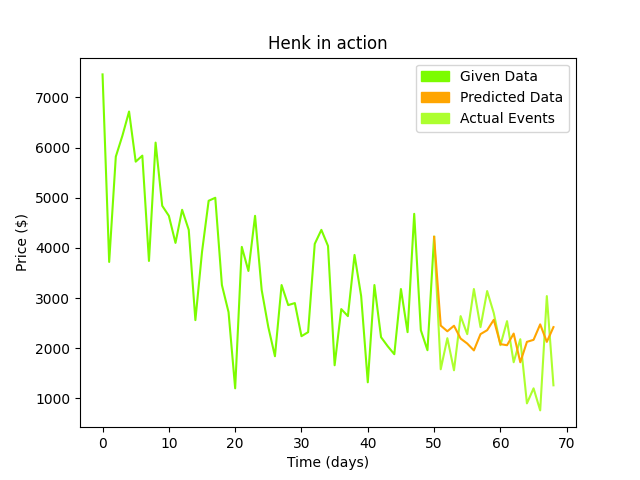 Henk in action
Given Data
Predicted Data
Actual Events
Price ($)
7000
6000
5000
4000
3000
2000
1000
0 10 20 30 40 50 60 70
Time (days)